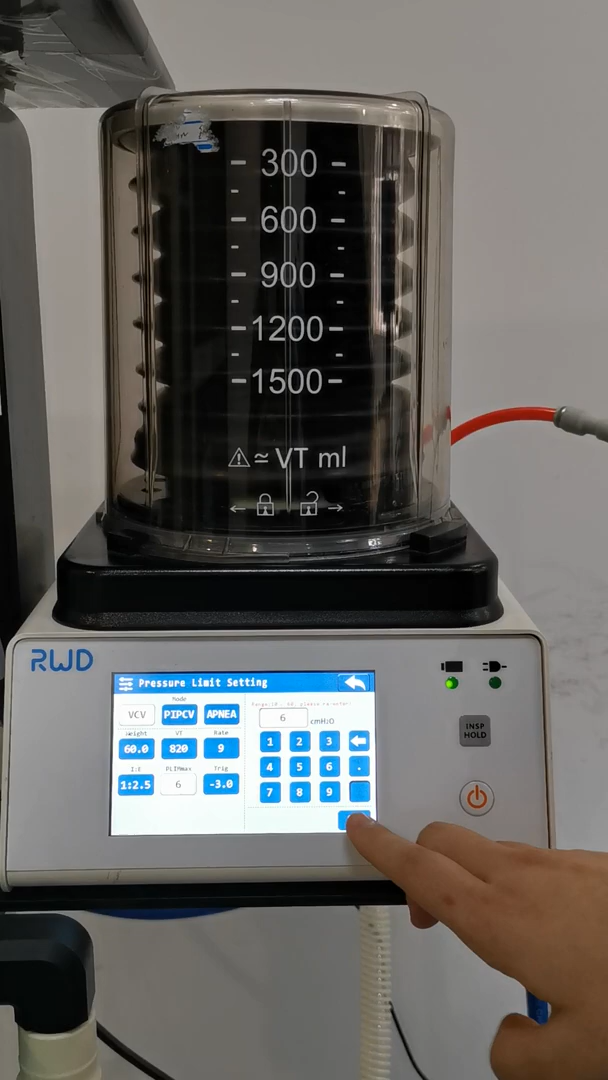 300
600
900
1200
1500
≃ VT ml
RWD
Pressure Limit Setting
Mode
VCV PIPCV APNEA
Weight VT Rate
60.0 820 9
I:E PLIMmax Trig
1:2.5 6 -3.0
6 cmH2O
1 2 3
4 5 6 .
7 8 9
INSP
HOLD